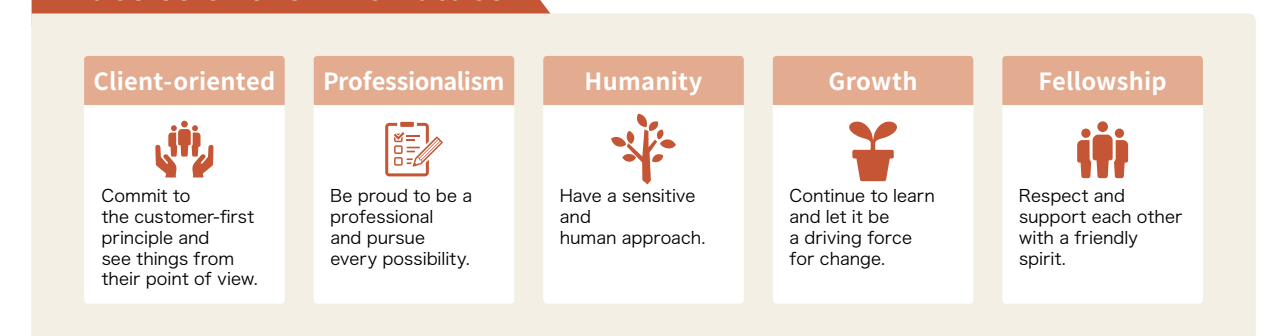 Client-oriented
Commit to
the customer-first
principle and
see things from
their point of view.
Professionalism
Be proud to be a
professional
and pursue
every possibility.
Humanity
Have a sensitive
and
human approach.
Growth
Continue to learn
and let it be
a driving force
for change.
Fellowship
Respect and
support each other
with a friendly
spirit.